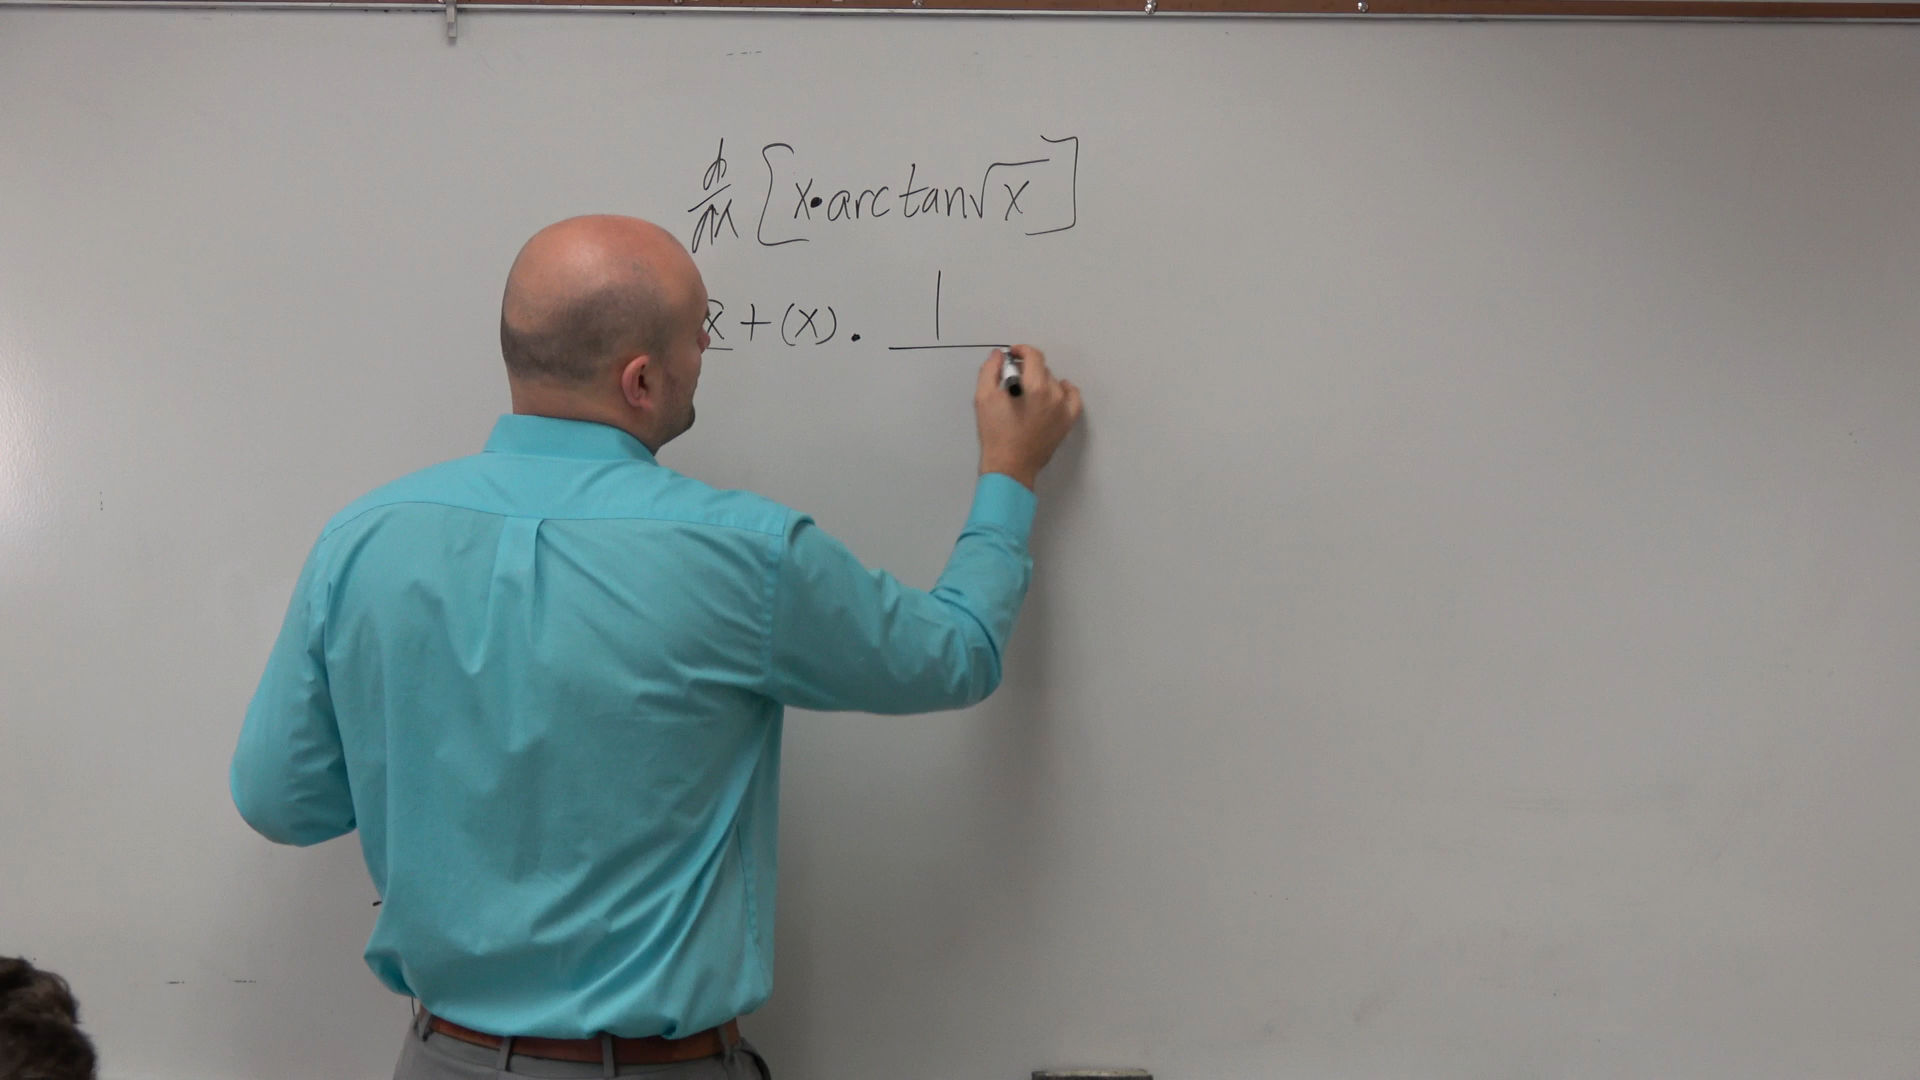 d/dx [x·arctan√x]
x + (x) · 1